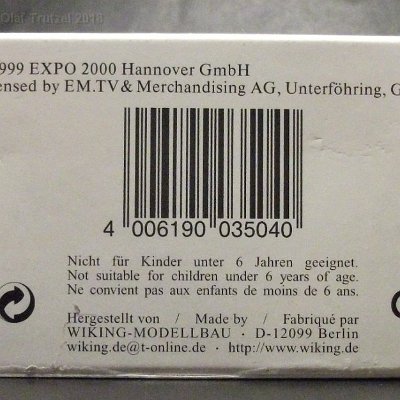 Olaf Trützel 2018
999 EXPO 2000 Hannover GmbH
ensed by EM.TV & Merchandising AG, Unterföhring, G
4 006190 035040
Nicht für Kinder unter 6 Jahren geeignet.
Not suitable for children under 6 years of age.
Ne convient pas aux enfants de moins de 6 ans.
Hergestellt von / Made by / Fabriqué par
WIKING-MODELLBAU · D-12099 Berlin
wiking.de@t-online.de · http://www.wiking.de